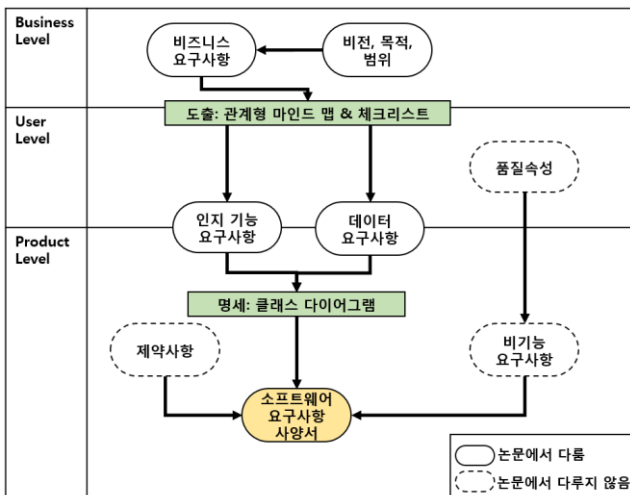 Business
Level
비즈니스
요구사항
비전, 목적,
범위
도출: 관계형 마인드 맵 & 체크리스트
User
Level
품질속성
인지 기능
요구사항
데이터
요구사항
Product
Level
명세: 클래스 다이어그램
제약사항
비기능
요구사항
소프트웨어
요구사항
사양서
논문에서 다룸
논문에서 다루지 않음